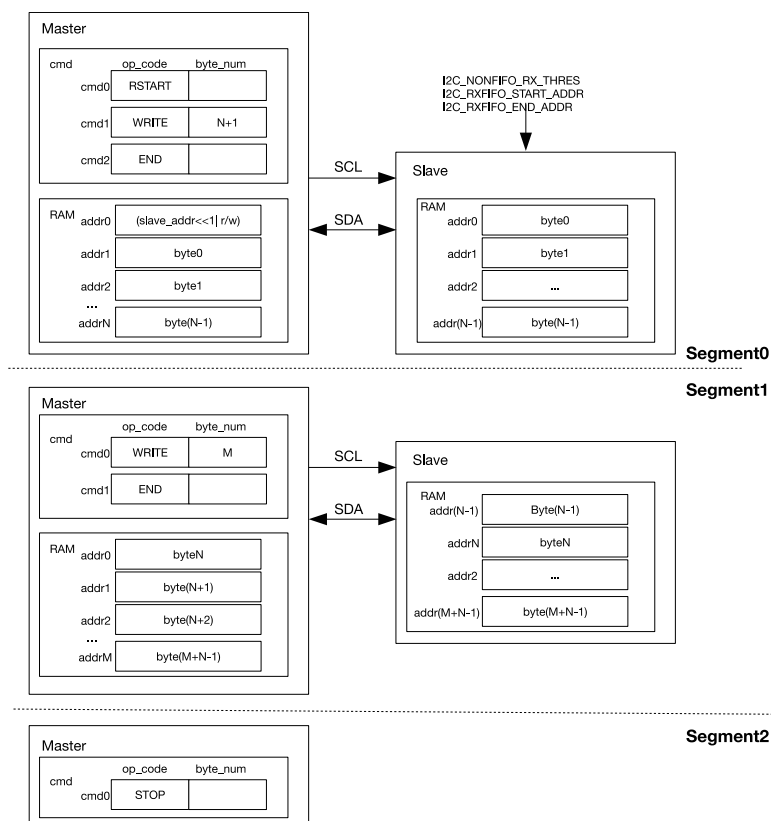 Master
cmd op_code byte_num
cmd0 RSTART
cmd1 WRITE N+1
cmd2 END
RAM addr0 (slave_addr<<1| r/w)
addr1 byte0
addr2 byte1
...
addrN byte(N-1)
SCL
SDA
I2C_NONFIFO_RX_THRES
I2C_RXFIFO_START_ADDR
I2C_RXFIFO_END_ADDR
Slave
RAM
addr0 byte0
addr1 byte1
addr2 ...
addr(N-1) byte(N-1)
Segment0
Segment1
Master
op_code byte_num
cmd
cmd0 WRITE M
cmd1 END
RAM addr0 byteN
addr1 byte(N+1)
addr2 byte(N+2)
...
addrM byte(M+N-1)
SCL
SDA
Slave
RAM
addr(N-1) Byte(N-1)
addrN byteN
addr2 ...
addr(M+N-1) byte(M+N-1)
Segment2
Master
op_code byte_num
cmd
cmd0 STOP